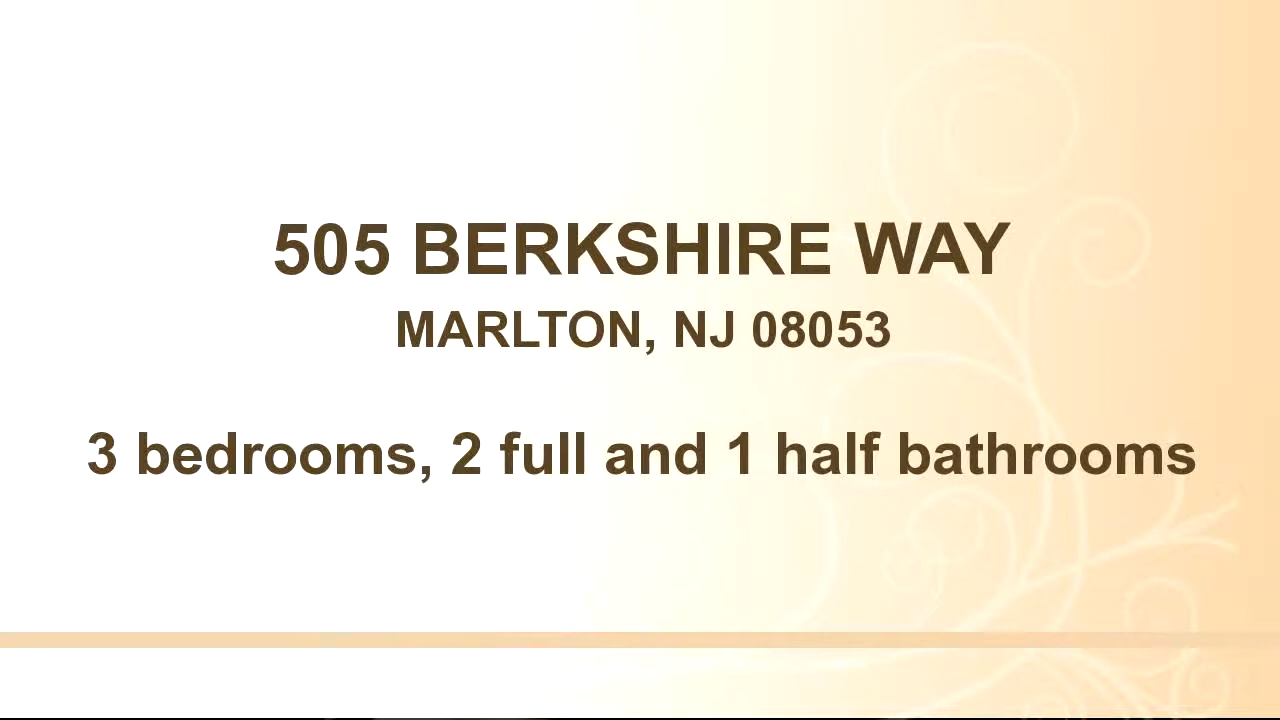 505 BERKSHIRE WAY
MARLTON, NJ 08053
3 bedrooms, 2 full and 1 half bathrooms